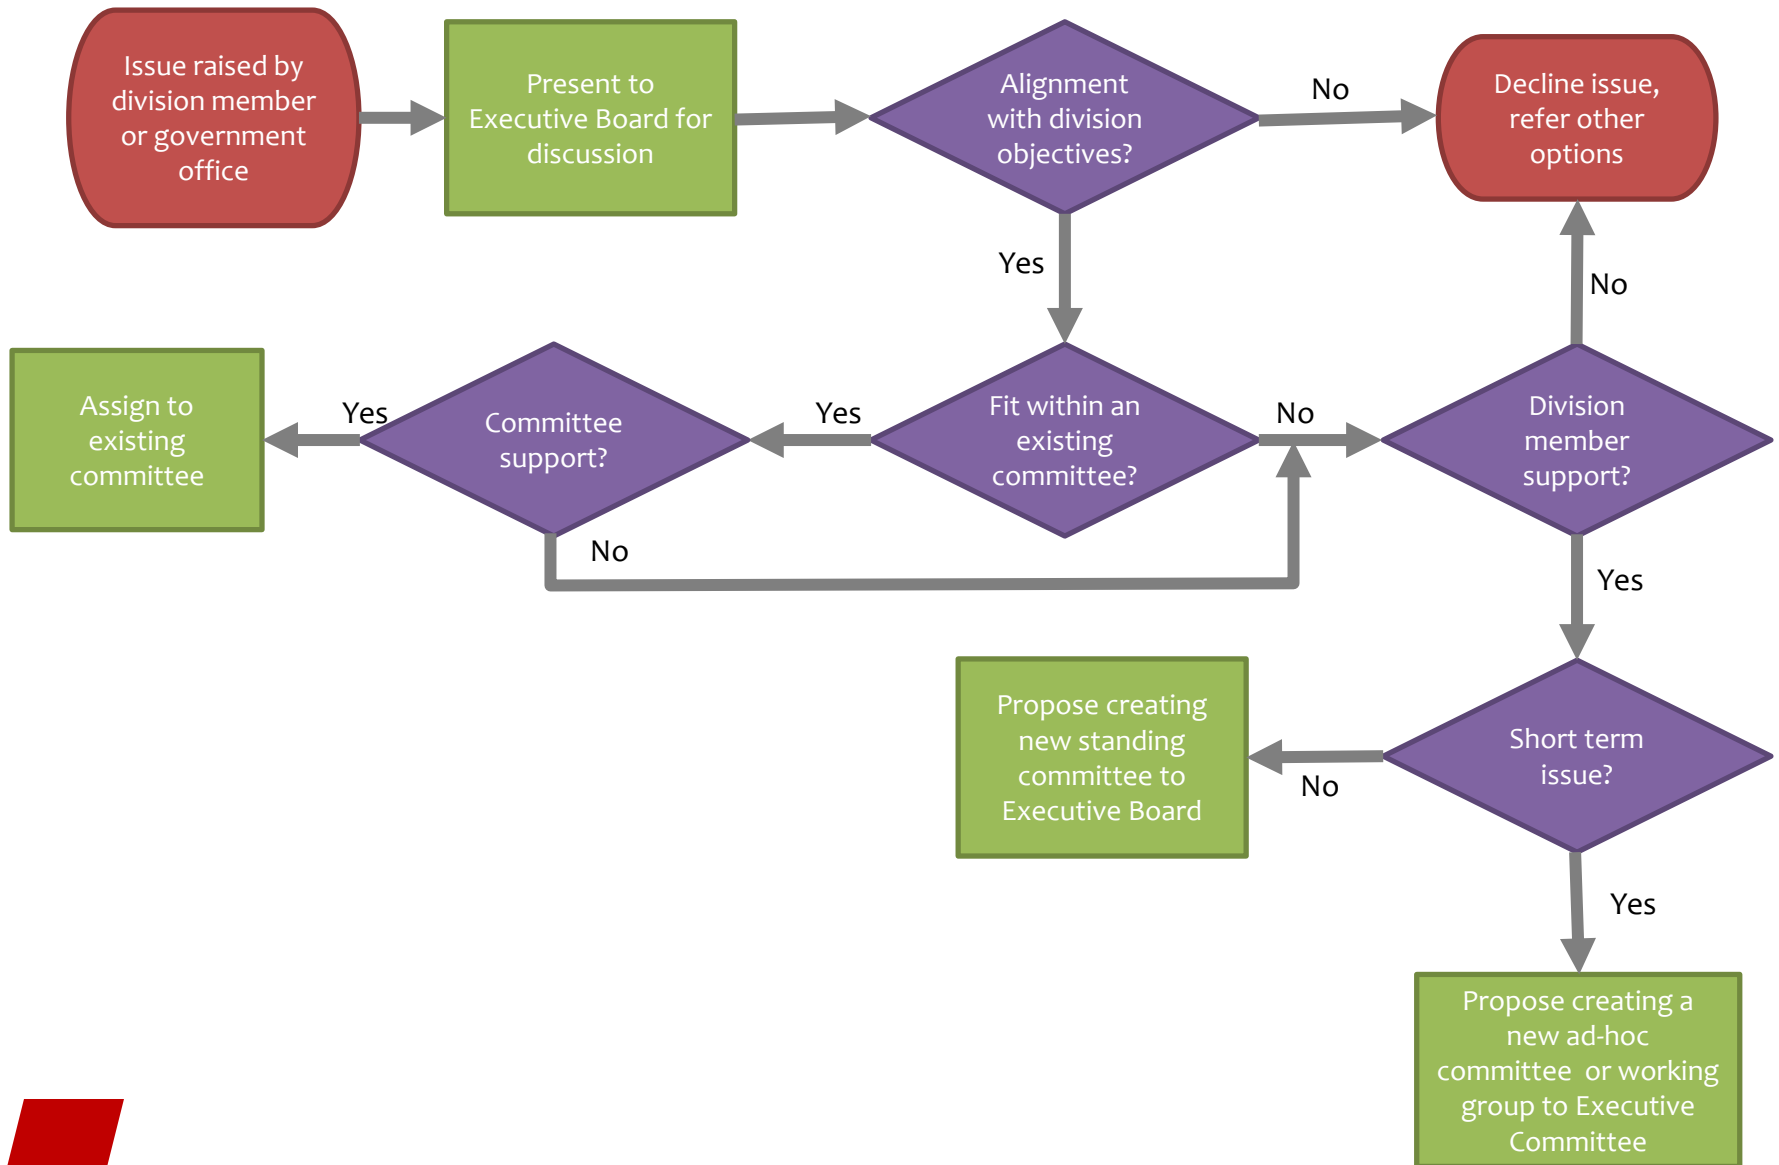 Issue raised by
division member
or government
office
Present to
Executive Board for
discussion
Alignment
with division
objectives?
No
Decline issue,
refer other
options
Yes
No
Assign to
existing
committee
Yes
Committee
support?
Yes
Fit within an
existing
committee?
No
Division
member
support?
No
Yes
Propose creating
new standing
committee to
Executive Board
No
Short term
issue?
Yes
Propose creating a
new ad-hoc
committee  or working
group to Executive
Committee